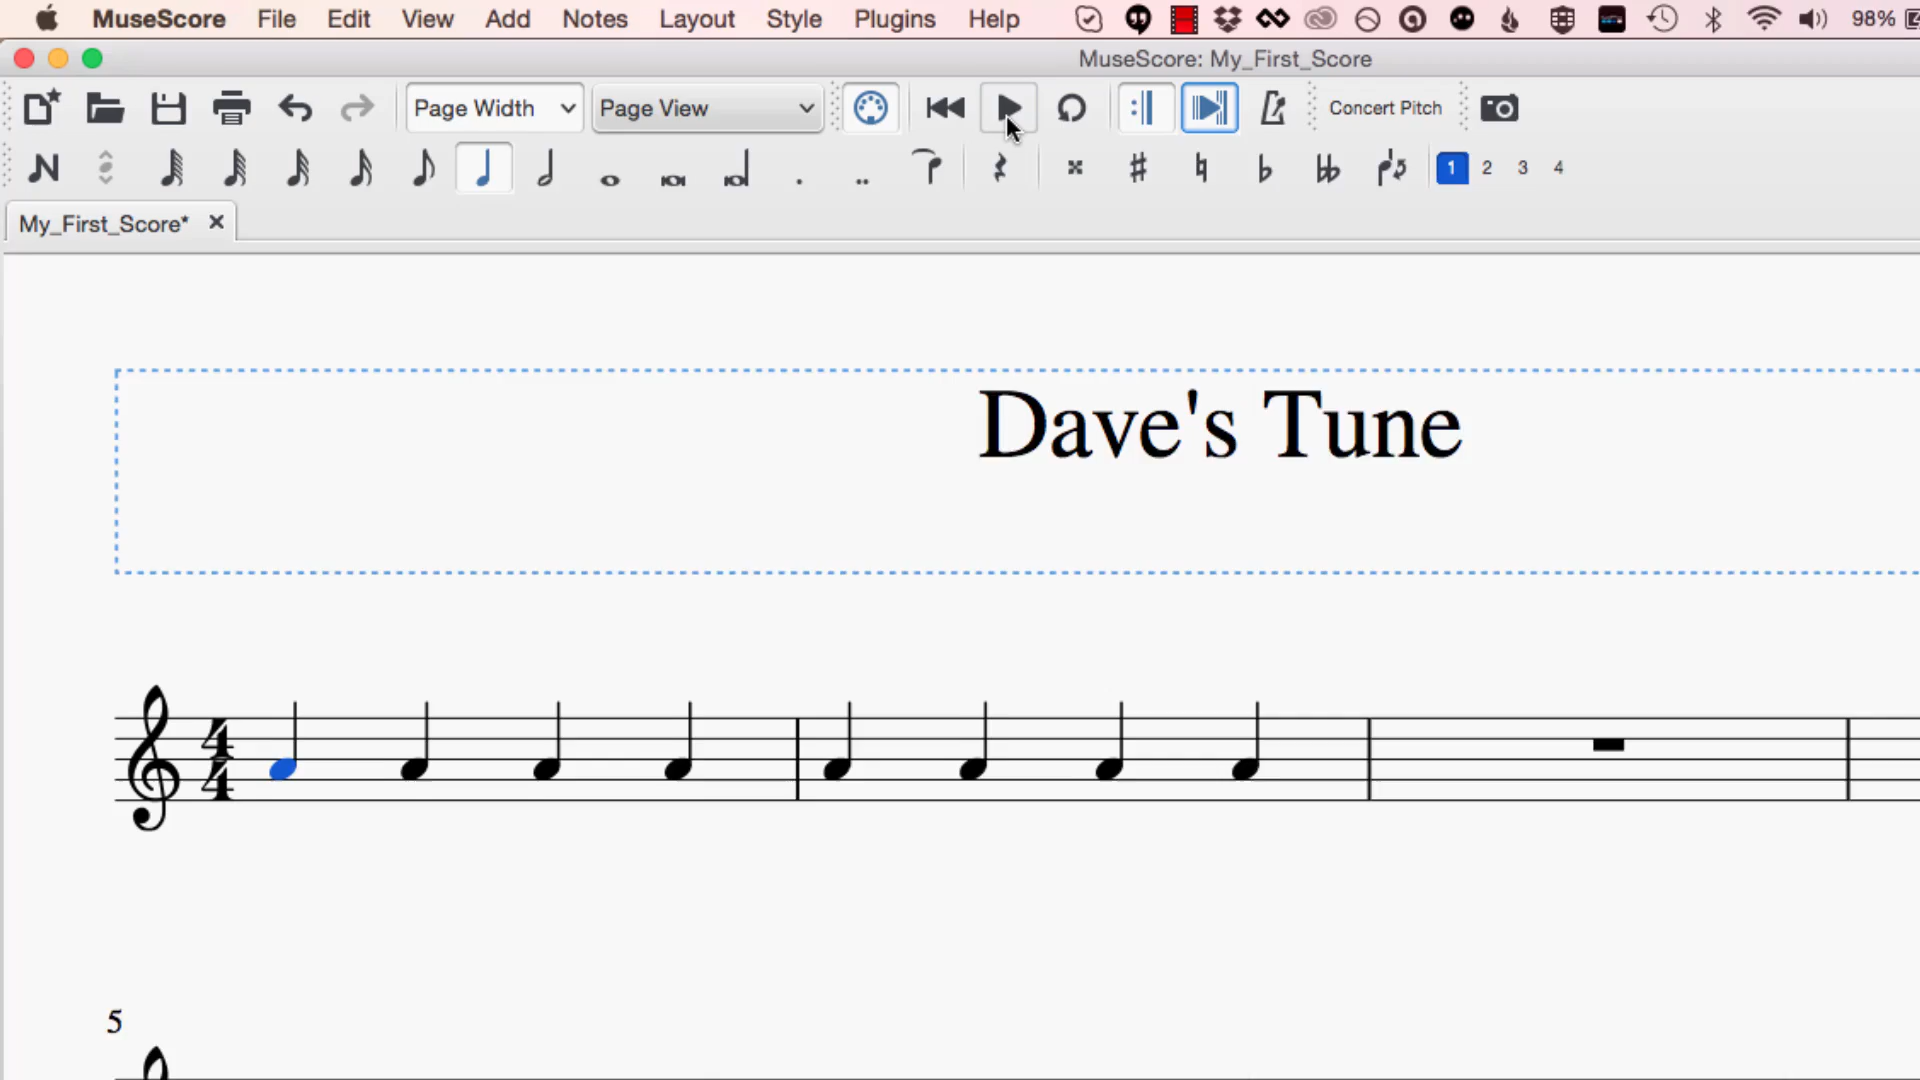 MuseScore File Edit View Add Notes Layout Style Plugins Help 98%
MuseScore: My_First_Score
Page Width Page View Concert Pitch
1 2 3 4
My_First_Score*
Dave's Tune
4
4
5